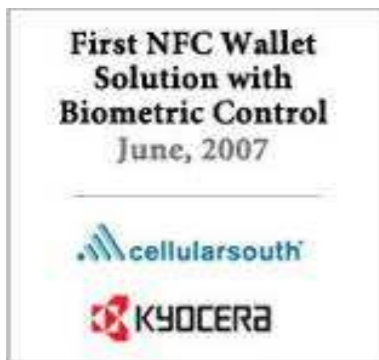 First NFC Wallet
Solution with
Biometric Control
June, 2007
cellularsouth
KYOCERA